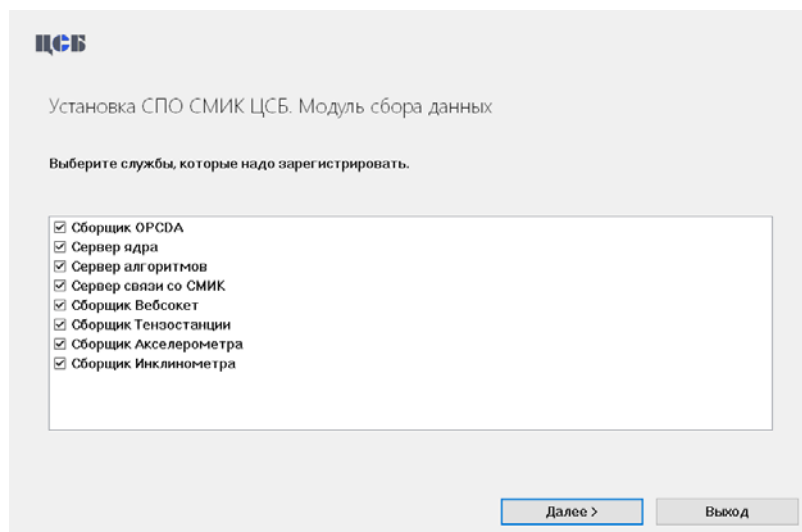 ЦСБ
Установка СПО СМИК ЦСБ. Модуль сбора данных
Выберите службы, которые надо зарегистрировать.
Сборщик OPCDA
Сервер ядра
Сервер алгоритмов
Сервер связи со СМИК
Сборщик Вебсокет
Сборщик Тензостанции
Сборщик Акселерометра
Сборщик Инклинометра
Далее >
Выход